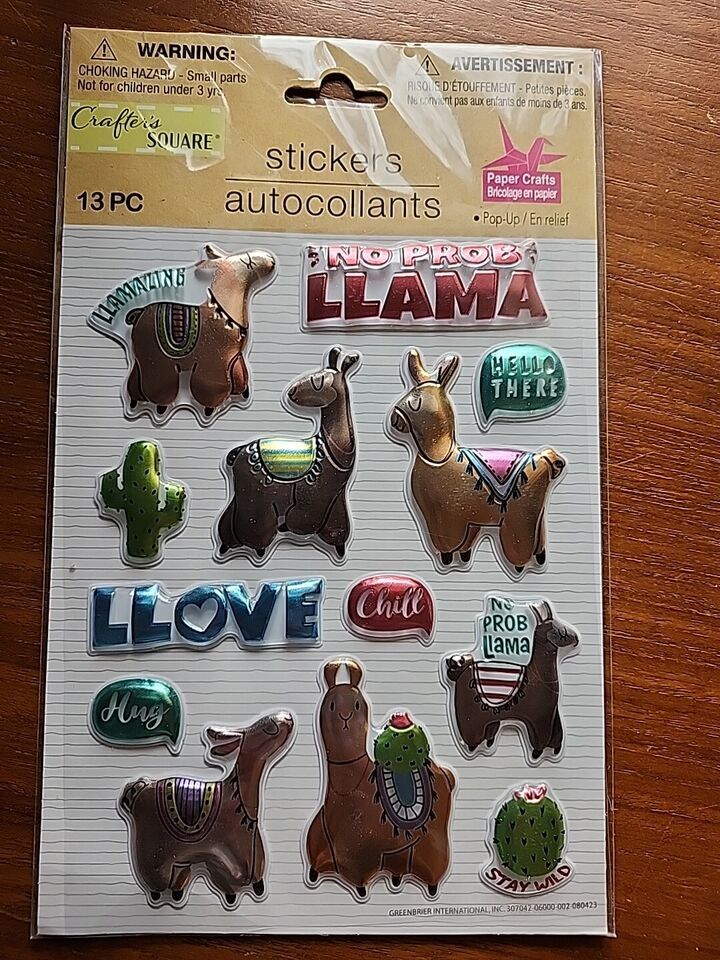 WARNING:
CHOKING HAZARD - Small parts
Not for children under 3 yrs
AVERTISSEMENT :
RISQUE D'ÉTOUFFEMENT - Petites pièces.
Ne convient pas aux enfants de moins de 3 ans.
Crafter's
SQUARE®
stickers
autocollants
13 PC
Paper Crafts
Bricolage en papier
• Pop-Up / En relief
LLAMAZING
NO PROB
LLAMA
HELLO
THERE
LLOVE
Chill
NO
PROB
llama
Hug
STAY WILD
GREENBRIER INTERNATIONAL, INC. 307042-06000-002-080423